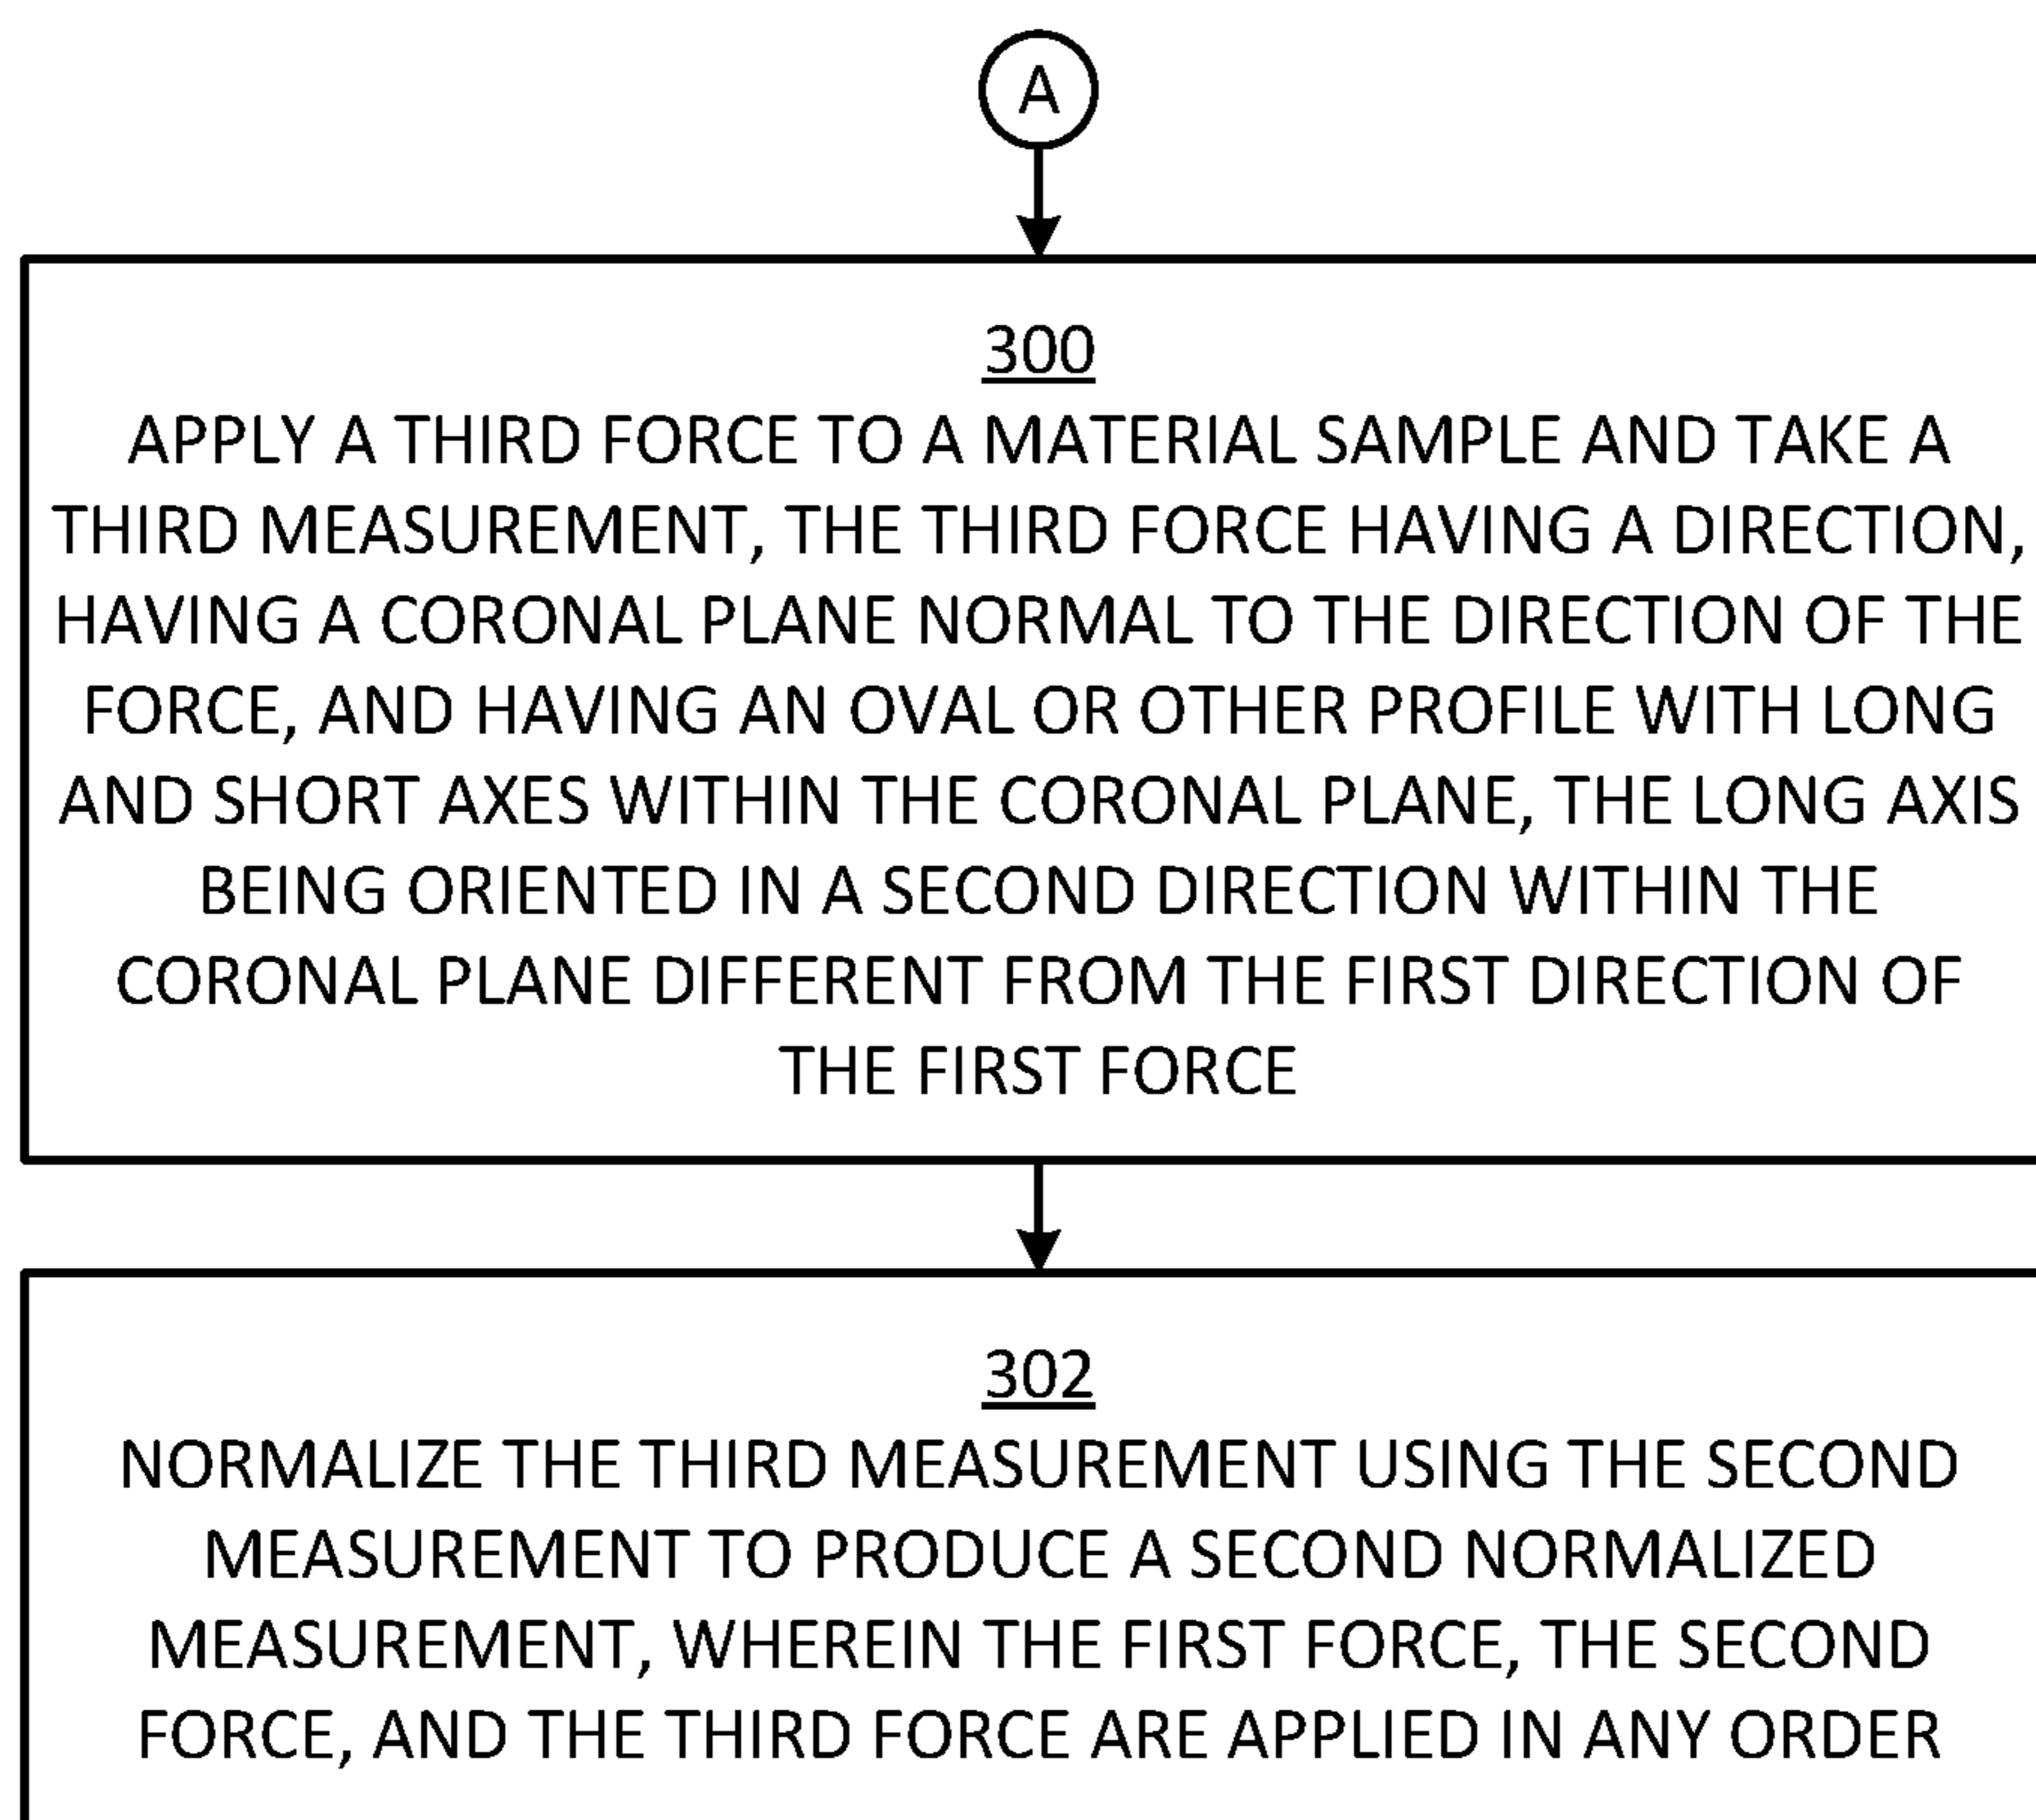 A
300
APPLY A THIRD FORCE TO A MATERIAL SAMPLE AND TAKE A
THIRD MEASUREMENT, THE THIRD FORCE HAVING A DIRECTION,
HAVING A CORONAL PLANE NORMAL TO THE DIRECTION OF THE
FORCE, AND HAVING AN OVAL OR OTHER PROFILE WITH LONG
AND SHORT AXES WITHIN THE CORONAL PLANE, THE LONG AXIS
BEING ORIENTED IN A SECOND DIRECTION WITHIN THE
CORONAL PLANE DIFFERENT FROM THE FIRST DIRECTION OF
THE FIRST FORCE
302
NORMALIZE THE THIRD MEASUREMENT USING THE SECOND
MEASUREMENT TO PRODUCE A SECOND NORMALIZED
MEASUREMENT, WHEREIN THE FIRST FORCE, THE SECOND
FORCE, AND THE THIRD FORCE ARE APPLIED IN ANY ORDER